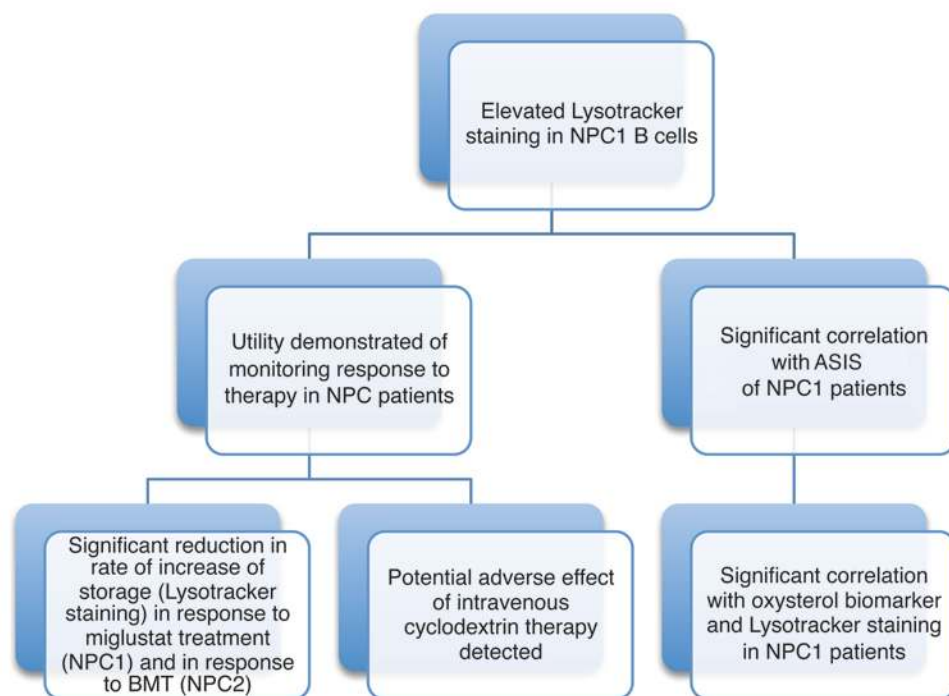 Elevated Lysotracker
staining in NPC1 B cells
Utility demonstrated of
monitoring response to
therapy in NPC patients
Significant correlation
with ASIS
of NPC1 patients
Significant reduction in
rate of increase of
storage (Lysotracker
staining) in response to
miglustat treatment
(NPC1) and in response
to BMT (NPC2)
Potential adverse effect
of intravenous
cyclodextrin therapy
detected
Significant correlation
with oxysterol biomarker
and Lysotracker staining
in NPC1 patients